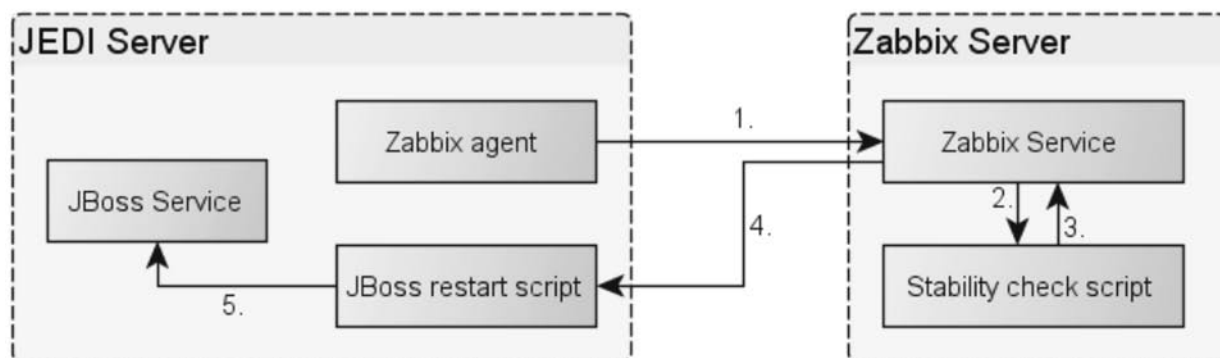 JEDI Server
Zabbix Server
Zabbix agent
1.
Zabbix Service
JBoss Service
2.
3.
4.
JBoss restart script
Stability check script
5.